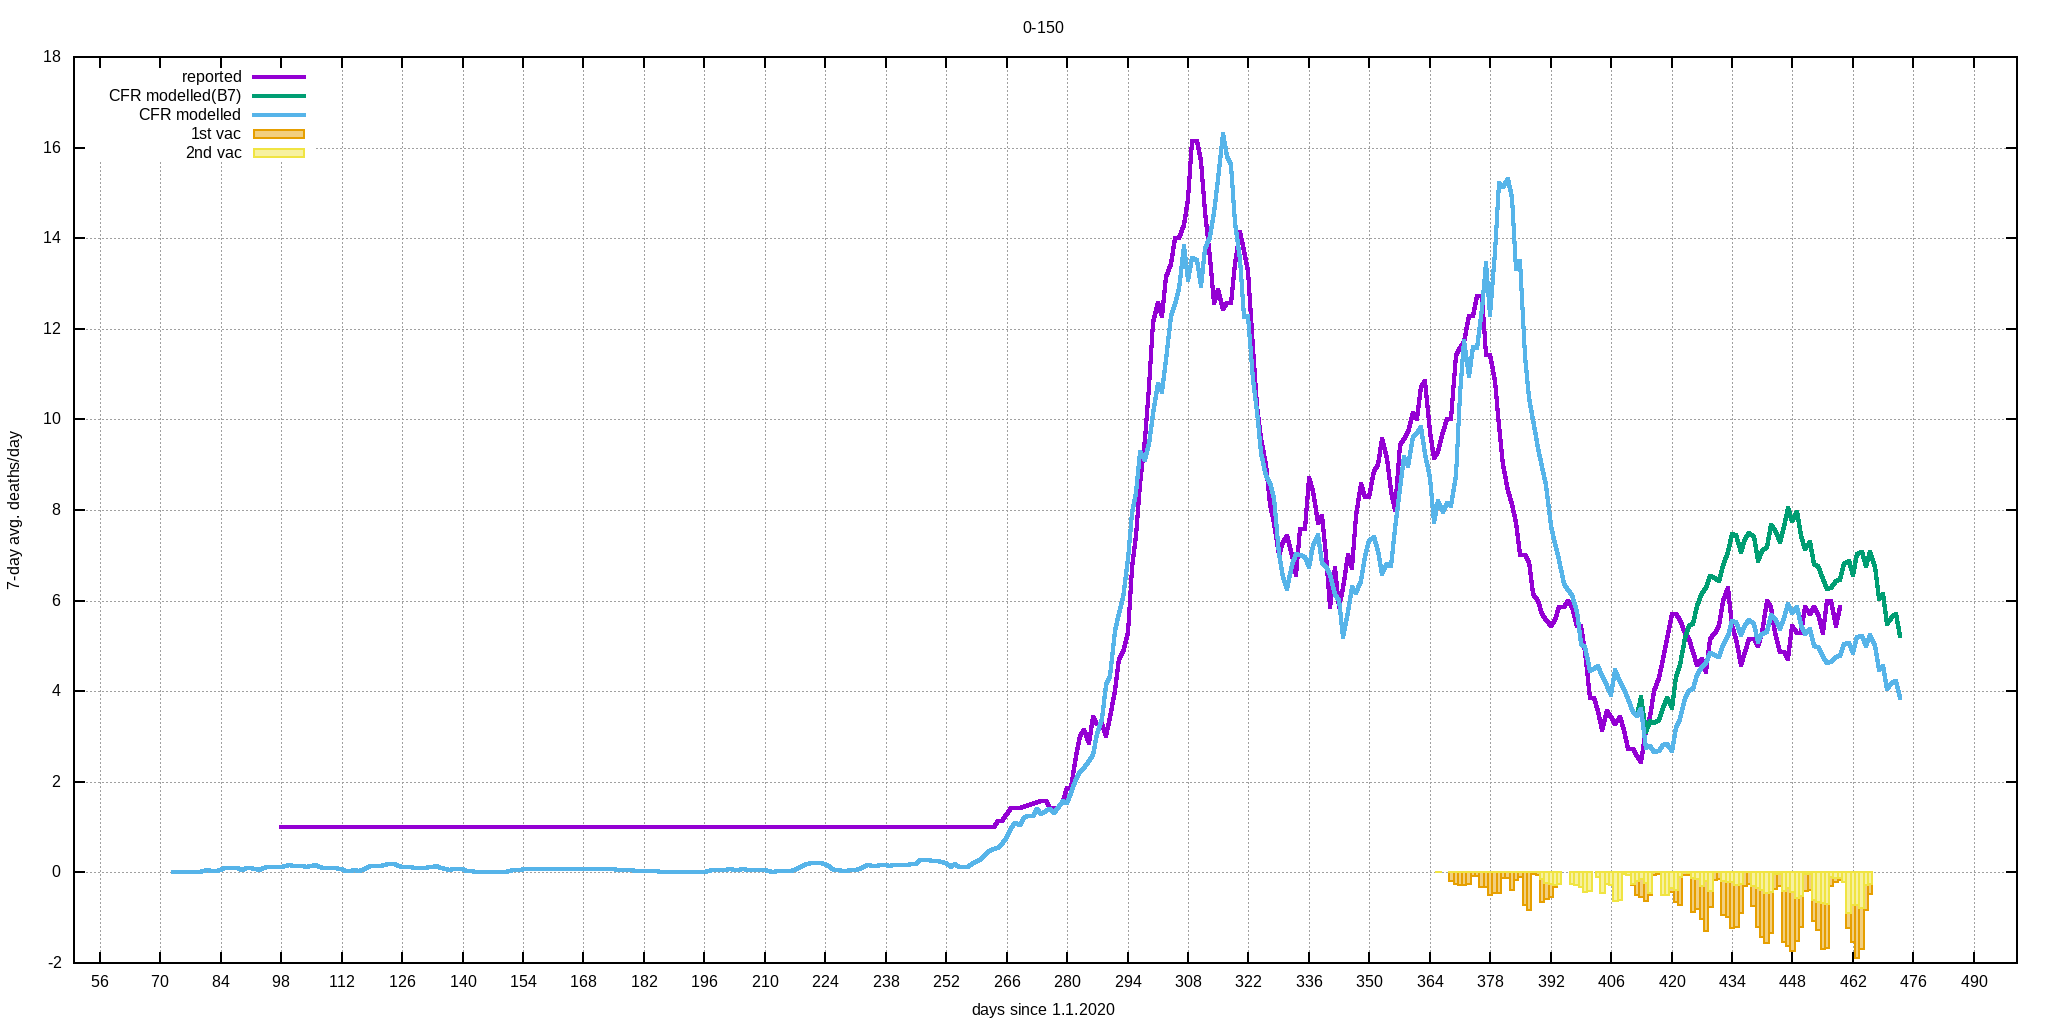 0-150
reported
CFR modelled(B7)
CFR modelled
1st vac
2nd vac
7-day avg. deaths/day
18
16
14
12
10
8
6
4
2
0
-2
56 70 84 98 112 126 140 154 168 182 196 210 224 238 252 266 280 294 308 322 336 350 364 378 392 406 420 434 448 462 476 490
days since 1.1.2020